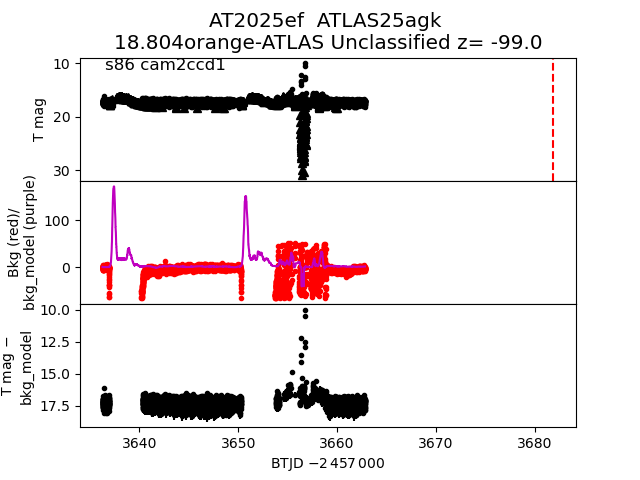 AT2025ef  ATLAS25agk
18.804orange-ATLAS Unclassified z= -99.0
s86 cam2ccd1
T mag
10
20
30
Bkg (red)/
bkg_model (purple)
100
0
T mag −
bkg_model
10.0
12.5
15.0
17.5
3640 3650 3660 3670 3680
BTJD −2 457 000